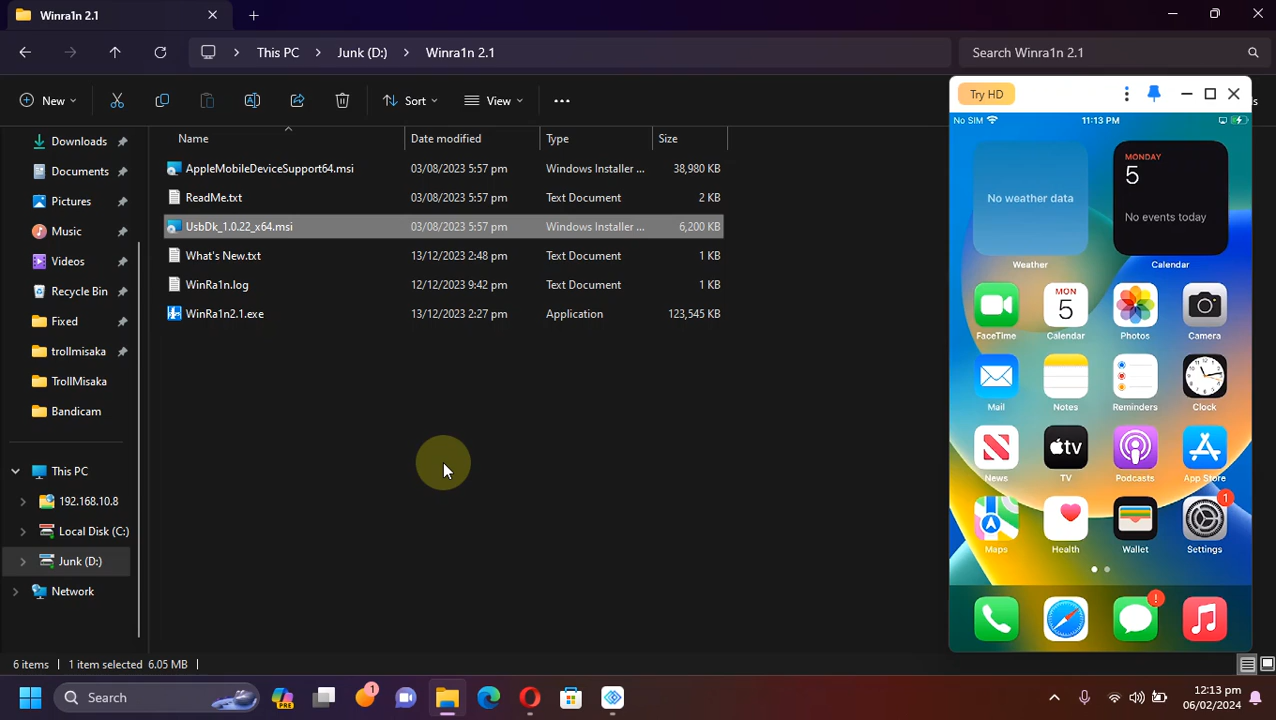 Winra1n 2.1
This PC
Junk (D:)
Winra1n 2.1
Search Winra1n 2.1
New
Sort
View
Downloads
Documents
Pictures
Music
Videos
Recycle Bin
Fixed
trollmisaka
TrollMisaka
Bandicam
This PC
192.168.10.8
Local Disk (C:)
Junk (D:)
Network
Name Date modified Type Size
AppleMobileDeviceSupport64.msi 03/08/2023 5:57 pm Windows Installer ... 38,980 KB
ReadMe.txt 03/08/2023 5:57 pm Text Document 2 KB
UsbDk_1.0.22_x64.msi 03/08/2023 5:57 pm Windows Installer ... 6,200 KB
What's New.txt 13/12/2023 2:48 pm Text Document 1 KB
WinRa1n.log 12/12/2023 9:42 pm Text Document 1 KB
WinRa1n2.1.exe 13/12/2023 2:27 pm Application 123,545 KB
6 items 1 item selected 6.05 MB
Try HD
No SIM 11:13 PM
No weather data
Weather
MONDAY
5
No events today
Calendar
MON
5
FaceTime Calendar Photos Camera
Mail Notes Reminders Clock
tv
News TV Podcasts App Store
1
Maps Health Wallet Settings
!
Search
PRE
1
12:13 pm
06/02/2024